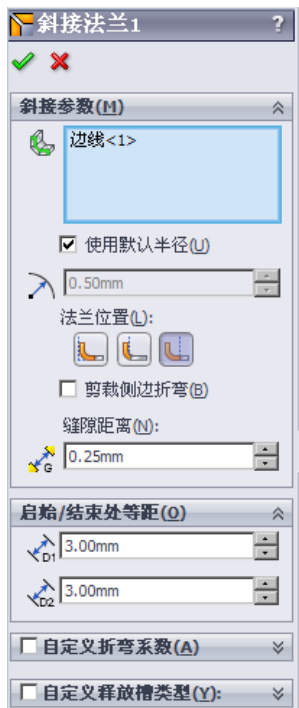 斜接法兰1 ?
斜接参数(M)
边线<1>
使用默认半径(U)
0.50mm
法兰位置(L):
剪裁侧边折弯(B)
缝隙距离(N):
G 0.25mm
启始/结束处等距(O)
D1 3.00mm
D2 3.00mm
自定义折弯系数(A)
自定义释放槽类型(Y):